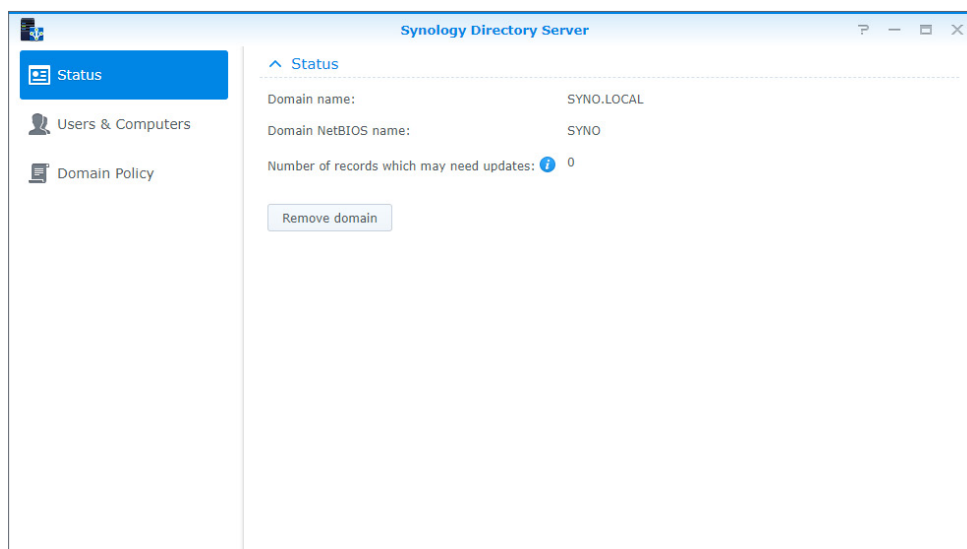 Synology Directory Server
Status
Users & Computers
Domain Policy
Status
Domain name: SYNO.LOCAL
Domain NetBIOS name: SYNO
Number of records which may need updates: 0
Remove domain